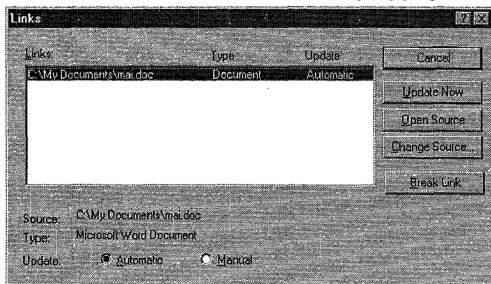 Links
Links: Type Update
C:\My Documents\mai.doc Document Automatic
Cancel
Update Now
Open Source
Change Source...
Break Link
Source: C:\My Documents\mai.doc
Type: Microsoft Word Document
Update: Automatic Manual